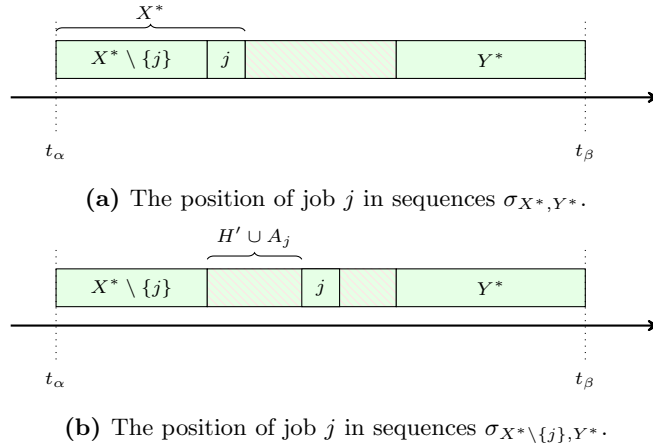 X*
X* \ {j} j Y*
t_α t_β
(a) The position of job j in sequences σ_{X*,Y*}.
H′ ∪ A_j
X* \ {j} j Y*
t_α t_β
(b) The position of job j in sequences σ_{X*\{j},Y*}.